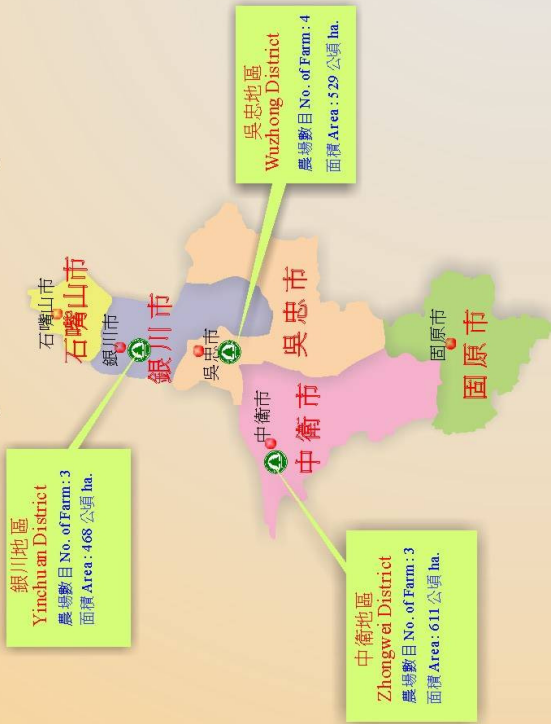 銀川地區
Yinchuan District
農場數目 No. of Farm : 3
面積 Area : 468 公頃 ha.
石嘴山市
石嘴山市
銀川市
銀川市
吳忠市
吳忠市
吳忠地區
Wuzhong District
農場數目 No. of Farm : 4
面積 Area : 529 公頃 ha.
中衛市
中衛市
固原市
固原市
中衛地區
Zhongwei District
農場數目 No. of Farm : 3
面積 Area : 611 公頃 ha.